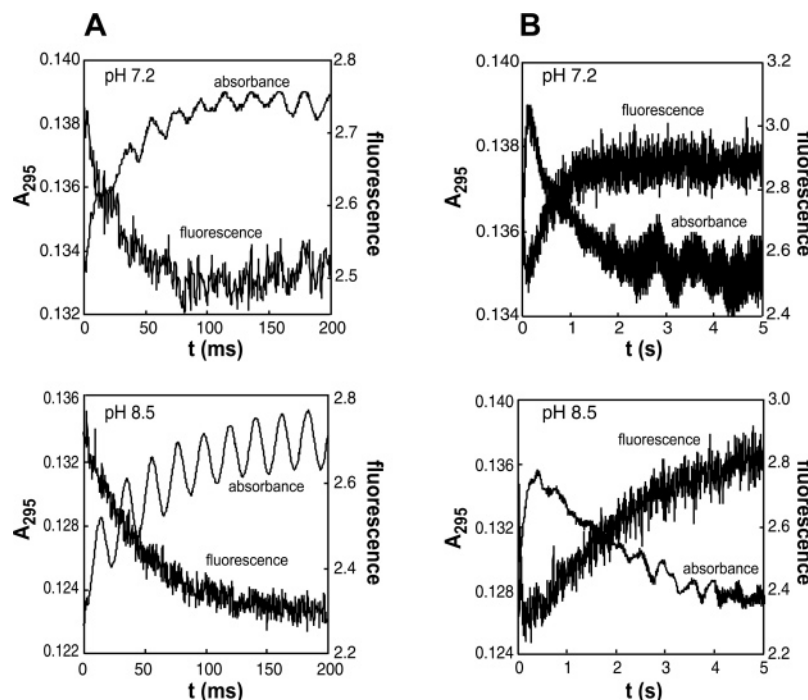 A
B
pH 7.2
absorbance
fluorescence
A295
fluorescence
0.140
0.138
0.136
0.134
0.132
2.8
2.7
2.6
2.5
0 50 100 150 200
t (ms)
pH 7.2
fluorescence
absorbance
A295
fluorescence
0.140
0.138
0.136
0.134
3.2
3.0
2.8
2.6
2.4
0 1 2 3 4 5
t (s)
pH 8.5
absorbance
fluorescence
A295
fluorescence
0.136
0.132
0.128
0.124
0.122
2.8
2.6
2.4
2.2
0 50 100 150 200
t (ms)
pH 8.5
fluorescence
absorbance
A295
fluorescence
0.140
0.136
0.132
0.128
0.124
3.0
2.8
2.6
2.4
2.2
0 1 2 3 4 5
t (s)